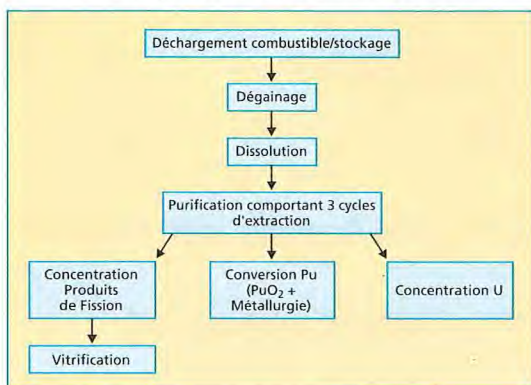 Déchargement combustible/stockage
Dégainage
Dissolution
Purification comportant 3 cycles
d'extraction
Concentration
Produits
de Fission
Conversion Pu
(PuO₂ +
Métallurgie)
Concentration U
Vitrification